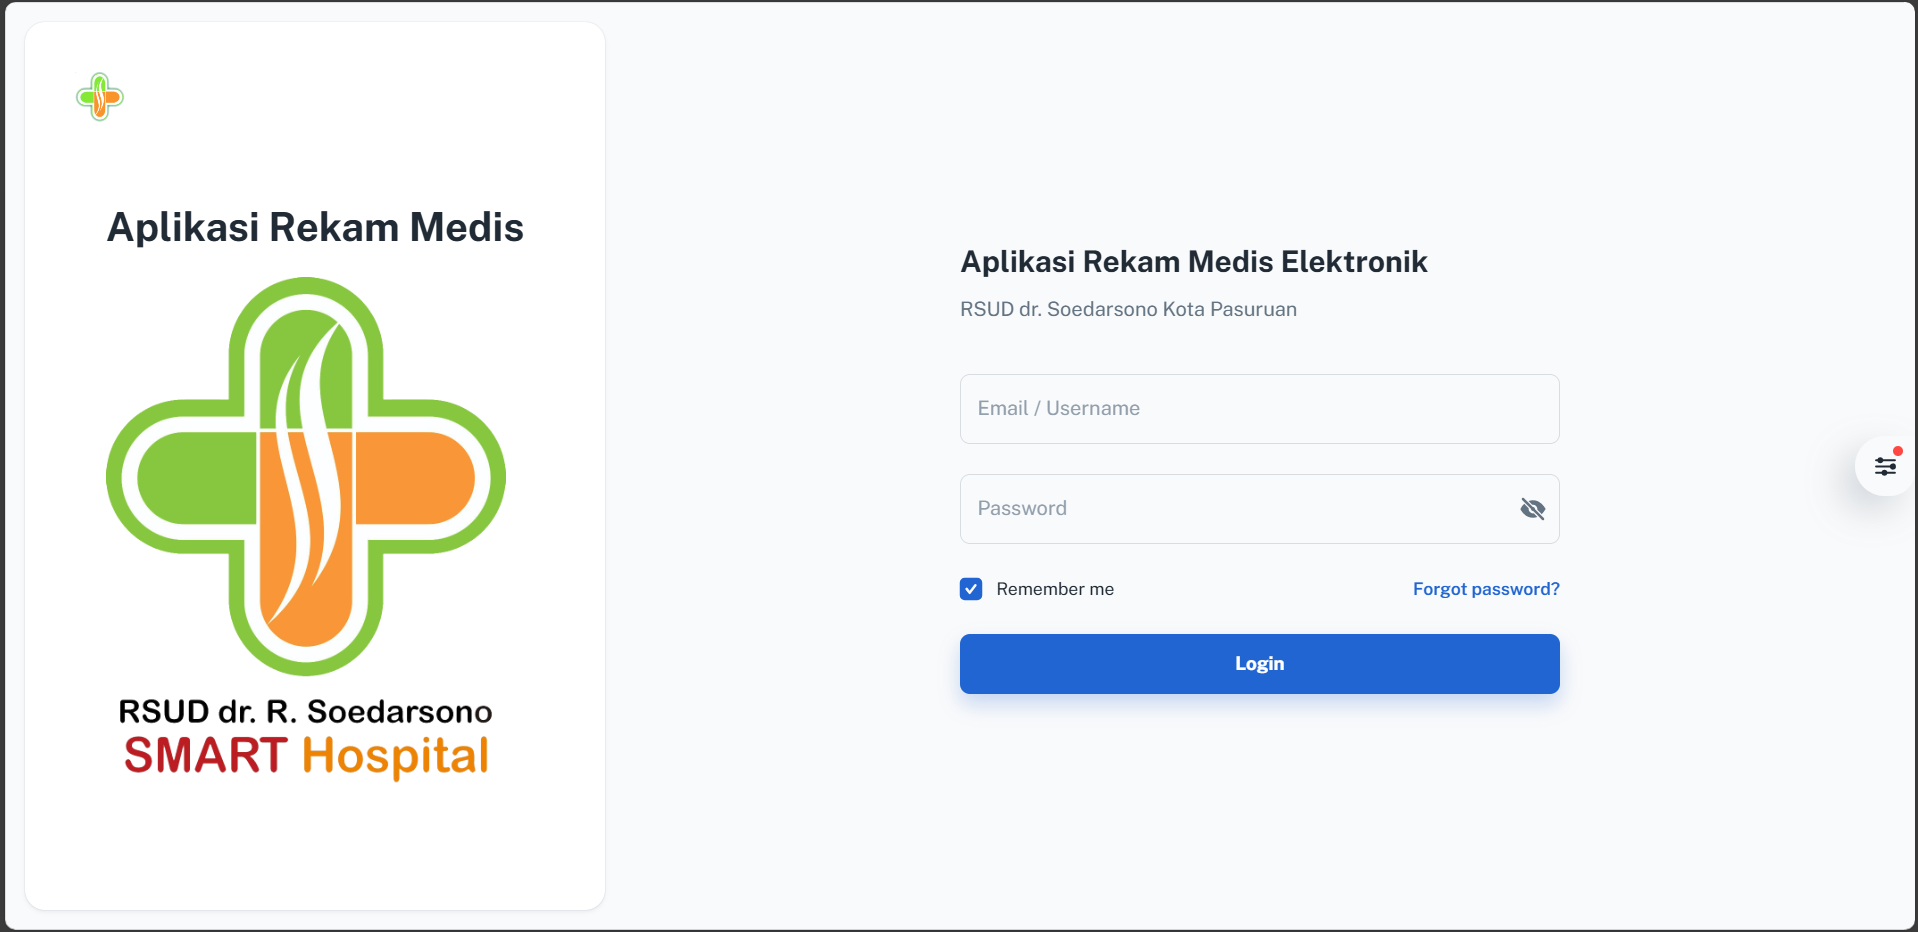 Aplikasi Rekam Medis
RSUD dr. R. Soedarsono
SMART Hospital
Aplikasi Rekam Medis Elektronik
RSUD dr. Soedarsono Kota Pasuruan
Email / Username
Password
Remember me
Forgot password?
Login